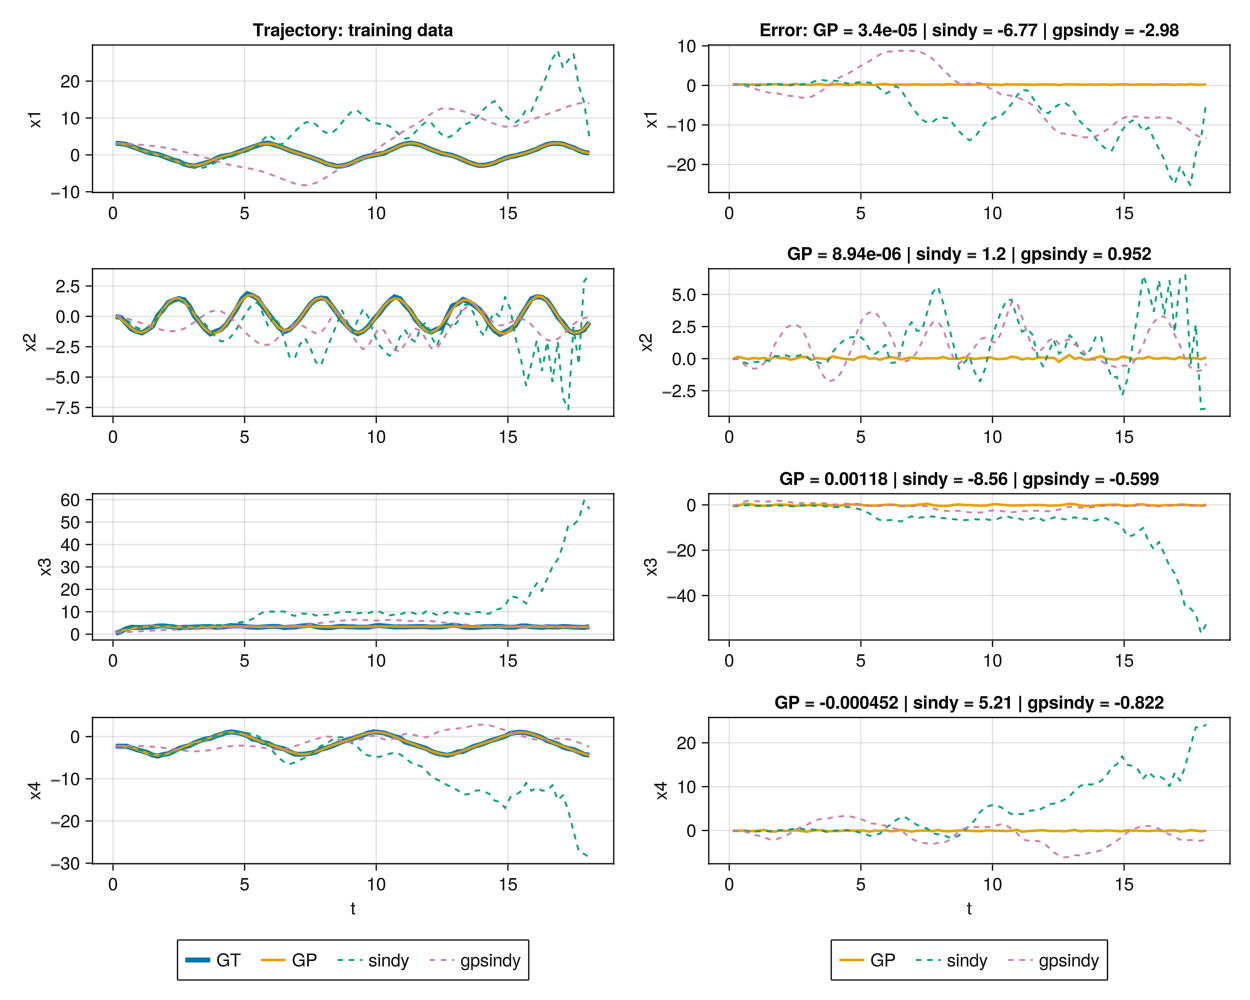 Trajectory: training data
x1
20
10
0
−10
0 5 10 15
Error: GP = 3.4e-05 | sindy = -6.77 | gpsindy = -2.98
x1
10
0
−10
−20
0 5 10 15
x2
2.5
0.0
−2.5
−5.0
−7.5
0 5 10 15
GP = 8.94e-06 | sindy = 1.2 | gpsindy = 0.952
x2
5.0
2.5
0.0
−2.5
0 5 10 15
x3
60
50
40
30
20
10
0
0 5 10 15
GP = 0.00118 | sindy = -8.56 | gpsindy = -0.599
x3
0
−20
−40
0 5 10 15
x4
0
−10
−20
−30
0 5 10 15
t
GP = -0.000452 | sindy = 5.21 | gpsindy = -0.822
x4
20
10
0
0 5 10 15
t
GT GP sindy gpsindy
GP sindy gpsindy